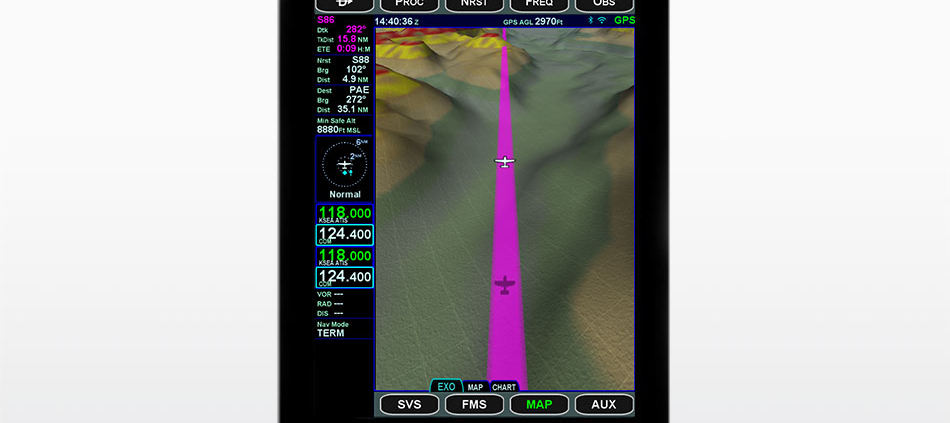 D PROC NRST FREQ OBS
S86
14:40:36 Z GPS AGL 2970Ft GPS
Dtk 282°
TkDist 15.8 NM
ETE 0:09 H:M
Nrst S88
Brg 102°
Dist 4.9 NM
Dest PAE
Brg 272°
Dist 35.1 NM
Min Safe Alt
8880Ft MSL
6NM
2NM
Normal
118.000
KSEA ATIS
124.400
COM
118.000
KSEA ATIS
124.400
COM
VOR ---
RAD ---
DIS ---
Nav Mode
TERM
EXO MAP CHART
SVS FMS MAP AUX